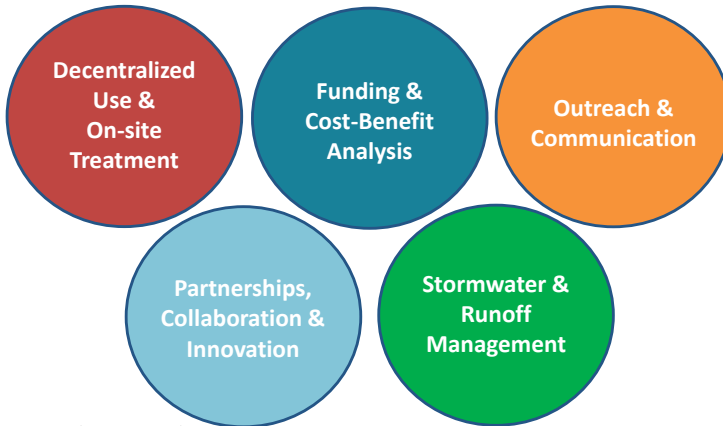 Decentralized
Use &
On-site
Treatment
Funding &
Cost-Benefit
Analysis
Outreach &
Communication
Partnerships,
Collaboration &
Innovation
Stormwater &
Runoff
Management